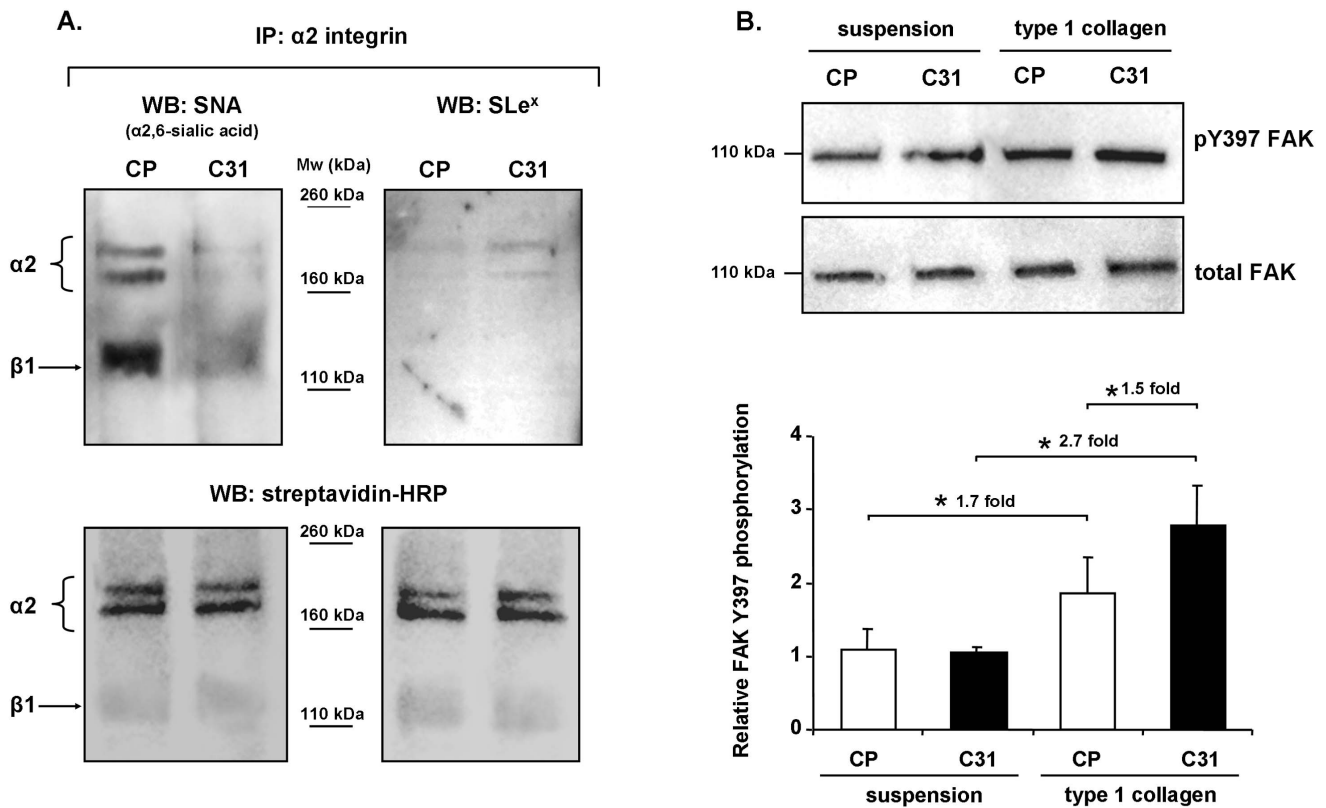 A.
IP: α2 integrin
WB: SNA
(α2,6-sialic acid)
WB: SLeˣ
CP C31 Mw (kDa) CP C31
260 kDa
α2
160 kDa
β1
110 kDa
WB: streptavidin-HRP
260 kDa
α2
160 kDa
β1
110 kDa
B.
suspension type 1 collagen
CP C31 CP C31
110 kDa pY397 FAK
110 kDa total FAK
Relative FAK Y397 phosphorylation
* 1.5 fold
* 2.7 fold
* 1.7 fold
4
3
2
1
0
CP C31 CP C31
suspension type 1 collagen